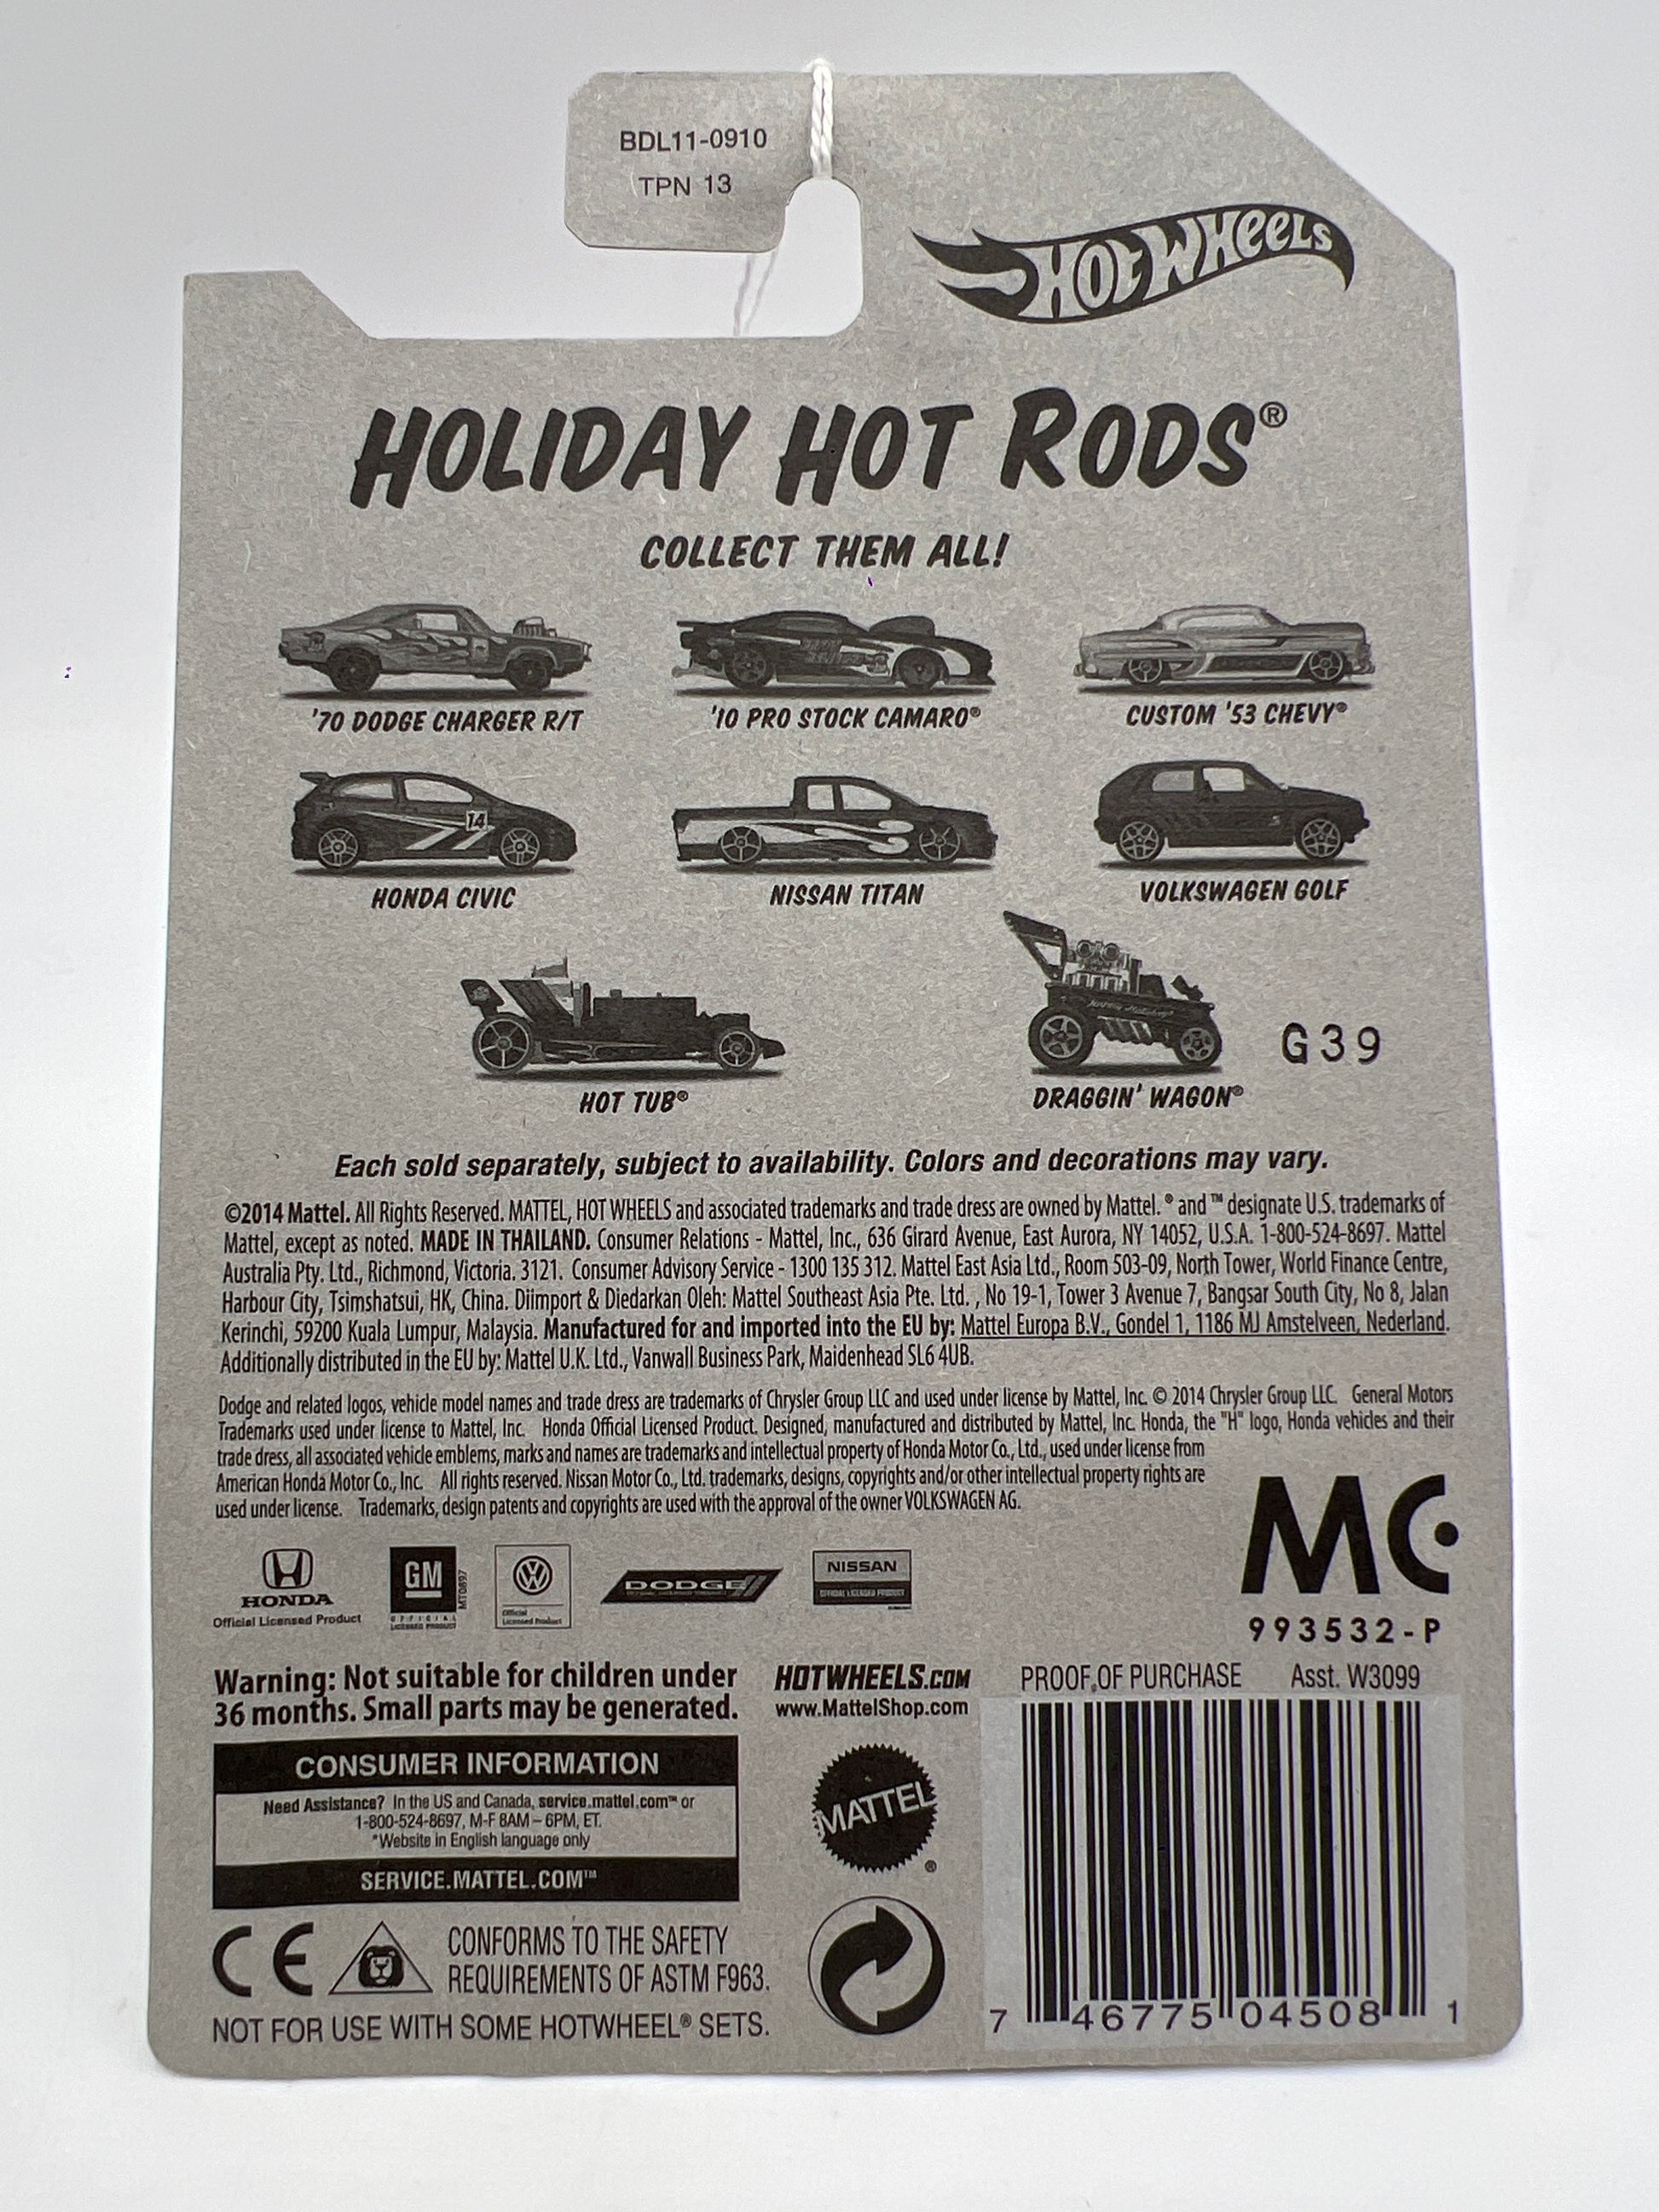 BDL11-0910
TPN 13
HOT WHEELS
HOLIDAY HOT RODS®
COLLECT THEM ALL!
'70 DODGE CHARGER R/T
'10 PRO STOCK CAMARO®
CUSTOM '53 CHEVY®
14
HONDA CIVIC
NISSAN TITAN
VOLKSWAGEN GOLF
HOT TUB®
DRAGGIN' WAGON®
G39
Each sold separately, subject to availability. Colors and decorations may vary.
©2014 Mattel. All Rights Reserved. MATTEL, HOT WHEELS and associated trademarks and trade dress are owned by Mattel. ® and ™ designate U.S. trademarks of
Mattel, except as noted. MADE IN THAILAND. Consumer Relations - Mattel, Inc., 636 Girard Avenue, East Aurora, NY 14052, U.S.A. 1-800-524-8697. Mattel
Australia Pty. Ltd., Richmond, Victoria. 3121. Consumer Advisory Service - 1300 135 312. Mattel East Asia Ltd., Room 503-09, North Tower, World Finance Centre,
Harbour City, Tsimshatsui, HK, China. Diimport & Diedarkan Oleh: Mattel Southeast Asia Pte. Ltd. , No 19-1, Tower 3 Avenue 7, Bangsar South City, No 8, Jalan
Kerinchi, 59200 Kuala Lumpur, Malaysia. Manufactured for and imported into the EU by: Mattel Europa B.V., Gondel 1, 1186 MJ Amstelveen, Nederland.
Additionally distributed in the EU by: Mattel U.K. Ltd., Vanwall Business Park, Maidenhead SL6 4UB.
Dodge and related logos, vehicle model names and trade dress are trademarks of Chrysler Group LLC and used under license by Mattel, Inc. © 2014 Chrysler Group LLC. General Motors
Trademarks used under license to Mattel, Inc. Honda Official Licensed Product. Designed, manufactured and distributed by Mattel, Inc. Honda, the "H" logo, Honda vehicles and their
trade dress, all associated vehicle emblems, marks and names are trademarks and intellectual property of Honda Motor Co., Ltd., used under license from
American Honda Motor Co., Inc. All rights reserved. Nissan Motor Co., Ltd. trademarks, designs, copyrights and/or other intellectual property rights are
used under license. Trademarks, design patents and copyrights are used with the approval of the owner VOLKSWAGEN AG.
HONDA
Official Licensed Product
GM
OFFICIAL
LICENSED PRODUCT
MT0897
Official
Licensed Product
DODGE
NISSAN
OFFICIAL LICENSED PRODUCT
MC
993532-P
Warning: Not suitable for children under
36 months. Small parts may be generated.
HOTWHEELS.COM
www.MattelShop.com
PROOF OF PURCHASE Asst. W3099
CONSUMER INFORMATION
Need Assistance? In the US and Canada, service.mattel.com™ or
1-800-524-8697, M-F 8AM – 6PM, ET.
*Website in English language only
SERVICE.MATTEL.COM™
MATTEL®
CE
CONFORMS TO THE SAFETY
REQUIREMENTS OF ASTM F963.
NOT FOR USE WITH SOME HOTWHEEL® SETS.
7 46775 04508 1